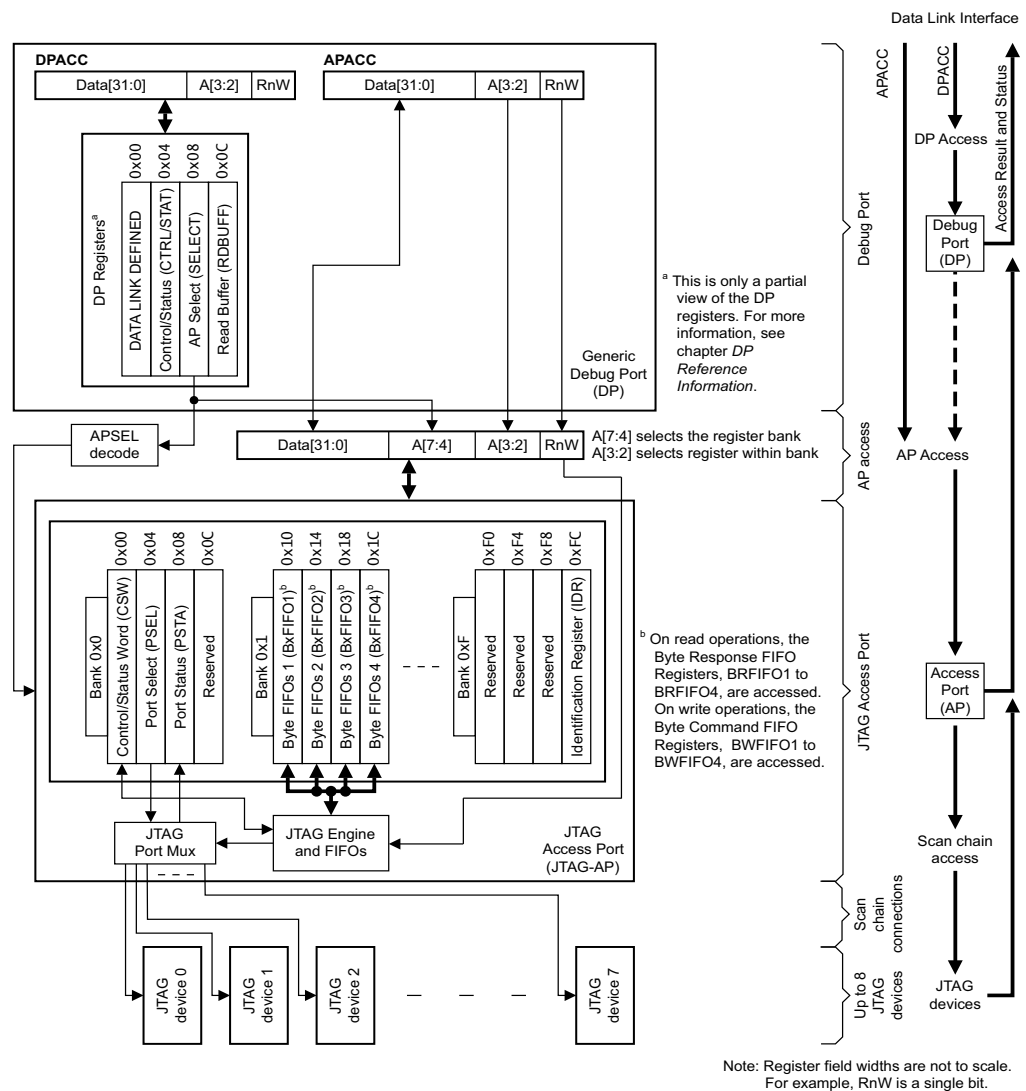 Data Link Interface
DPACC
Data[31:0] A[3:2] RnW
APACC
Data[31:0] A[3:2] RnW
DP Registersa
0x00
0x04
0x08
0x0C
DATA LINK DEFINED
Control/Status (CTRL/STAT)
AP Select (SELECT)
Read Buffer (RDBUFF)
a This is only a partial
view of the DP
registers. For more
information, see
chapter DP
Reference
Information.
Generic
Debug Port
(DP)
APSEL
decode
Data[31:0] A[7:4] A[3:2] RnW
A[7:4] selects the register bank
A[3:2] selects register within bank
Bank 0x0
0x00
0x04
0x08
0x0C
Control/Status Word (CSW)
Port Select (PSEL)
Port Status (PSTA)
Reserved
Bank 0x1
0x10
0x14
0x18
0x1C
Byte FIFOs 1 (BxFIFO1)b
Byte FIFOs 2 (BxFIFO2)b
Byte FIFOs 3 (BxFIFO3)b
Byte FIFOs 4 (BxFIFO4)b
Bank 0xF
0xF0
0xF4
0xF8
0xFC
Reserved
Reserved
Reserved
Identification Register (IDR)
b On read operations, the
Byte Response FIFO
Registers, BRFIFO1 to
BRFIFO4, are accessed.
On write operations, the
Byte Command FIFO
Registers, BWFIFO1 to
BWFIFO4, are accessed.
JTAG
Port Mux
JTAG Engine
and FIFOs
JTAG
Access Port
(JTAG-AP)
JTAG
device 0
JTAG
device 1
JTAG
device 2
JTAG
device 7
Debug Port
AP access
JTAG Access Port
Scan
chain
connections
Up to 8
JTAG
devices
APACC
DPACC
Access Result and Status
DP Access
Debug
Port
(DP)
AP Access
Access
Port
(AP)
Scan chain
access
JTAG
devices
Note: Register field widths are not to scale.
For example, RnW is a single bit.